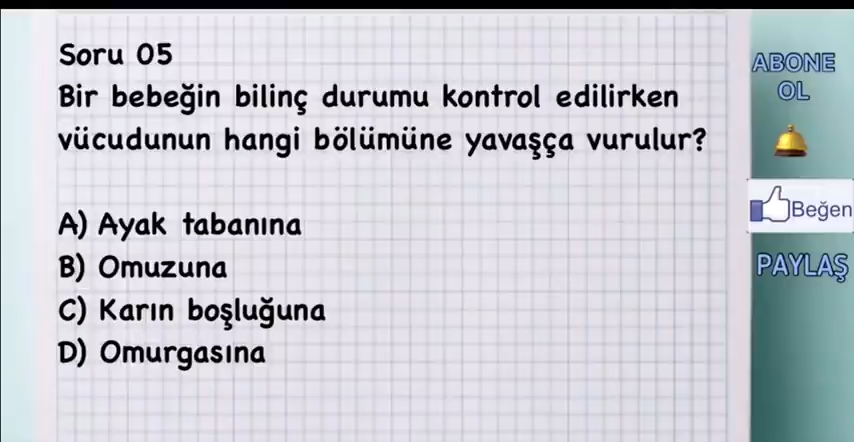 Soru 05
Bir bebeğin bilinç durumu kontrol edilirken
vücudunun hangi bölümüne yavaşça vurulur?
A) Ayak tabanına
B) Omuzuna
C) Karın boşluğuna
D) Omurgasına
ABONE
OL
Beğen
PAYLAŞ